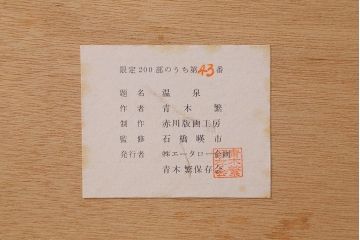 限定200部のうち第43番
題名 温泉
作者 青木繁
制作 赤川版画工房
監修 石橋暎市
発行者 ㈱エータロー企画
青木繁保存会